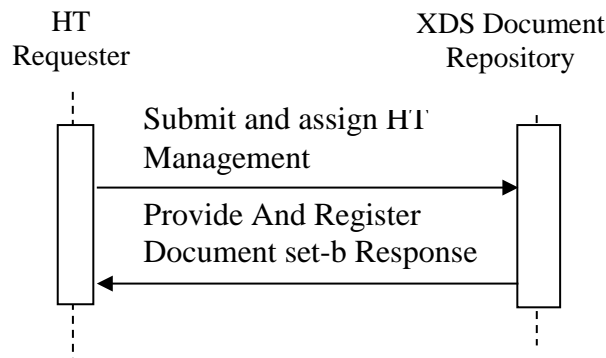 HT
Requester
XDS Document
Repository
Submit and assign HT
Management
Provide And Register
Document set-b Response